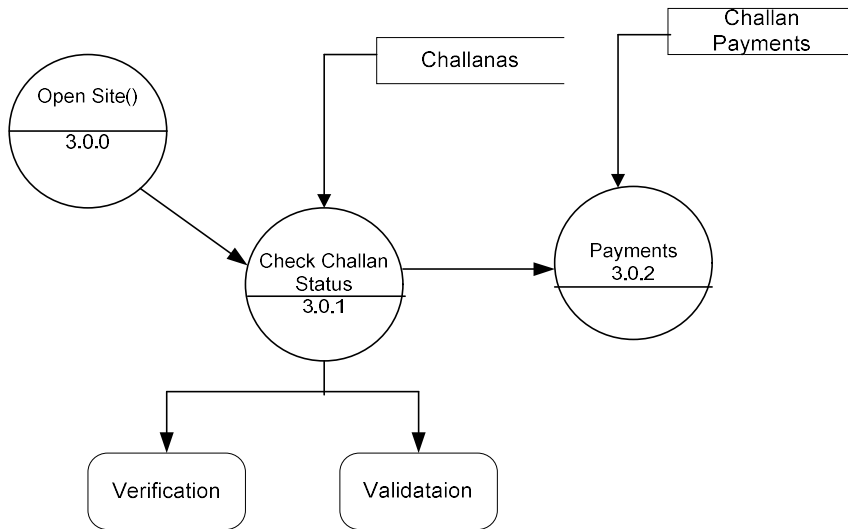 Open Site()
3.0.0
Challanas
Challan
Payments
Check Challan
Status
3.0.1
Payments
3.0.2
Verification
Validataion